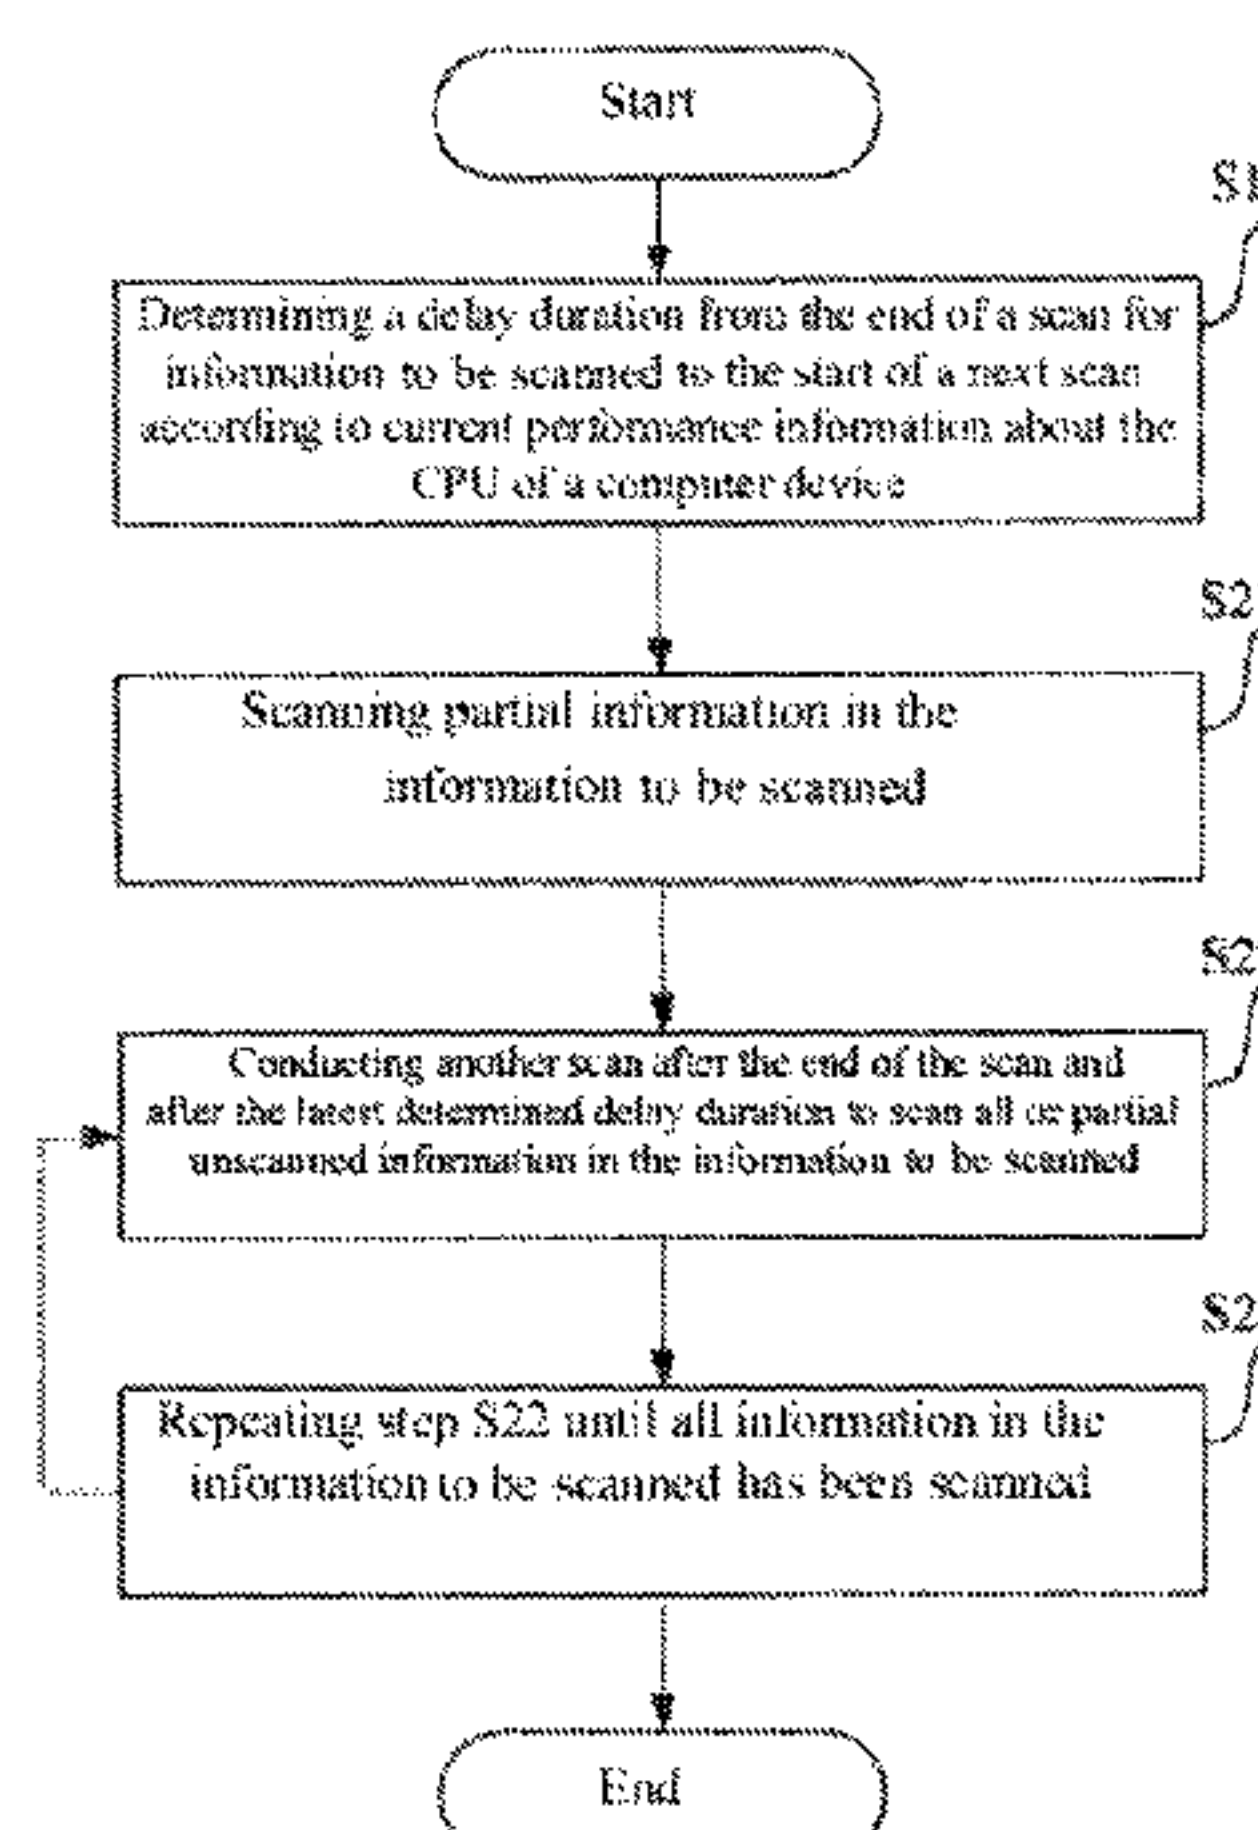 Start
S1
Determining a delay duration from the end of a scan for
information to be scanned to the start of a next scan
according to current performance information about the
CPU of a computer device
S2
Scanning partial information in the
information to be scanned
S2
Conducting another scan after the end of the scan and
after the latest determined delay duration to scan all or partial
unscanned information in the information to be scanned
S2
Repeating step S22 until all information in the
information to be scanned has been scanned
End